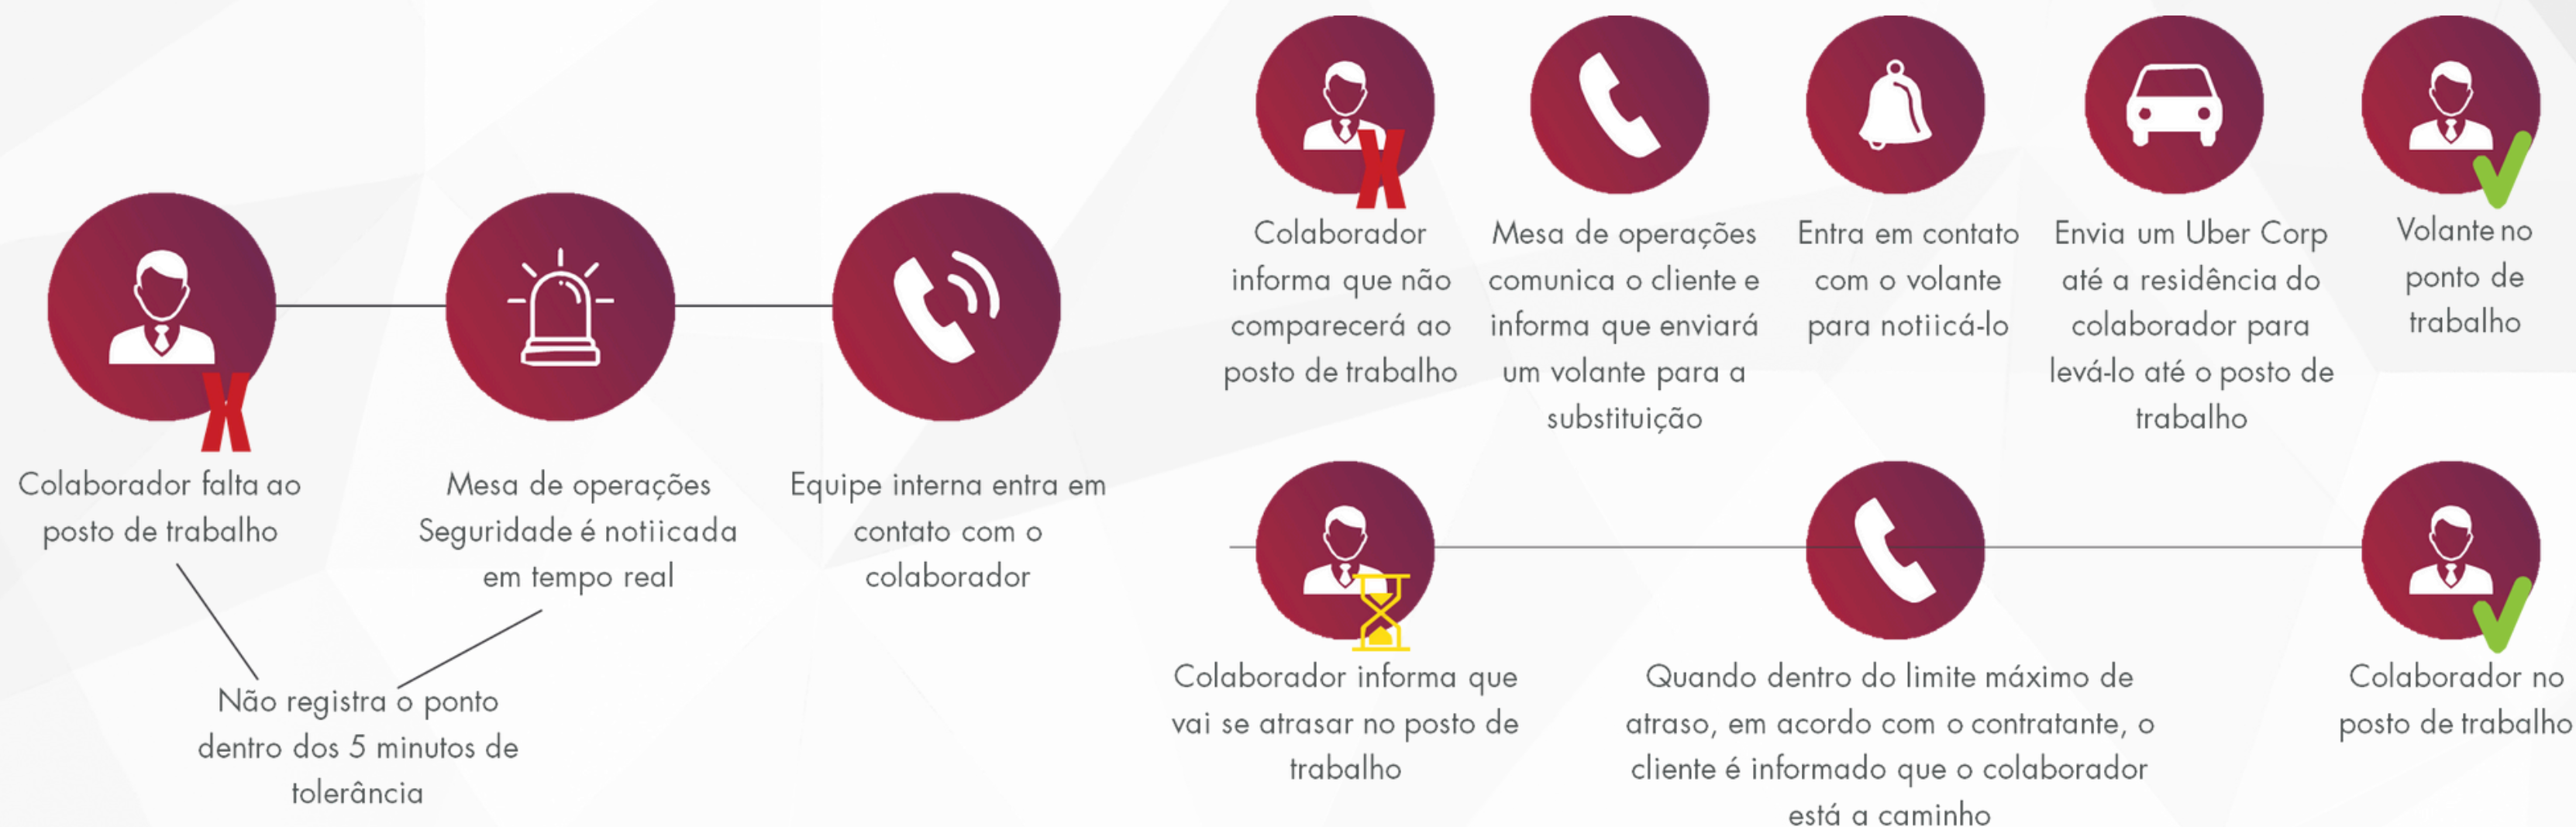 Colaborador falta ao
posto de trabalho
Mesa de operações
Seguridade é notiicada
em tempo real
Equipe interna entra em
contato com o
colaborador
Não registra o ponto
dentro dos 5 minutos de
tolerância
Colaborador
informa que não
comparecerá ao
posto de trabalho
Mesa de operações
comunica o cliente e
informa que enviará
um volante para a
substituição
Entra em contato
com o volante
para notiicá-lo
Envia um Uber Corp
até a residência do
colaborador para
levá-lo até o posto de
trabalho
Volante no
ponto de
trabalho
Colaborador informa que
vai se atrasar no posto de
trabalho
Quando dentro do limite máximo de
atraso, em acordo com o contratante, o
cliente é informado que o colaborador
está a caminho
Colaborador no
posto de trabalho